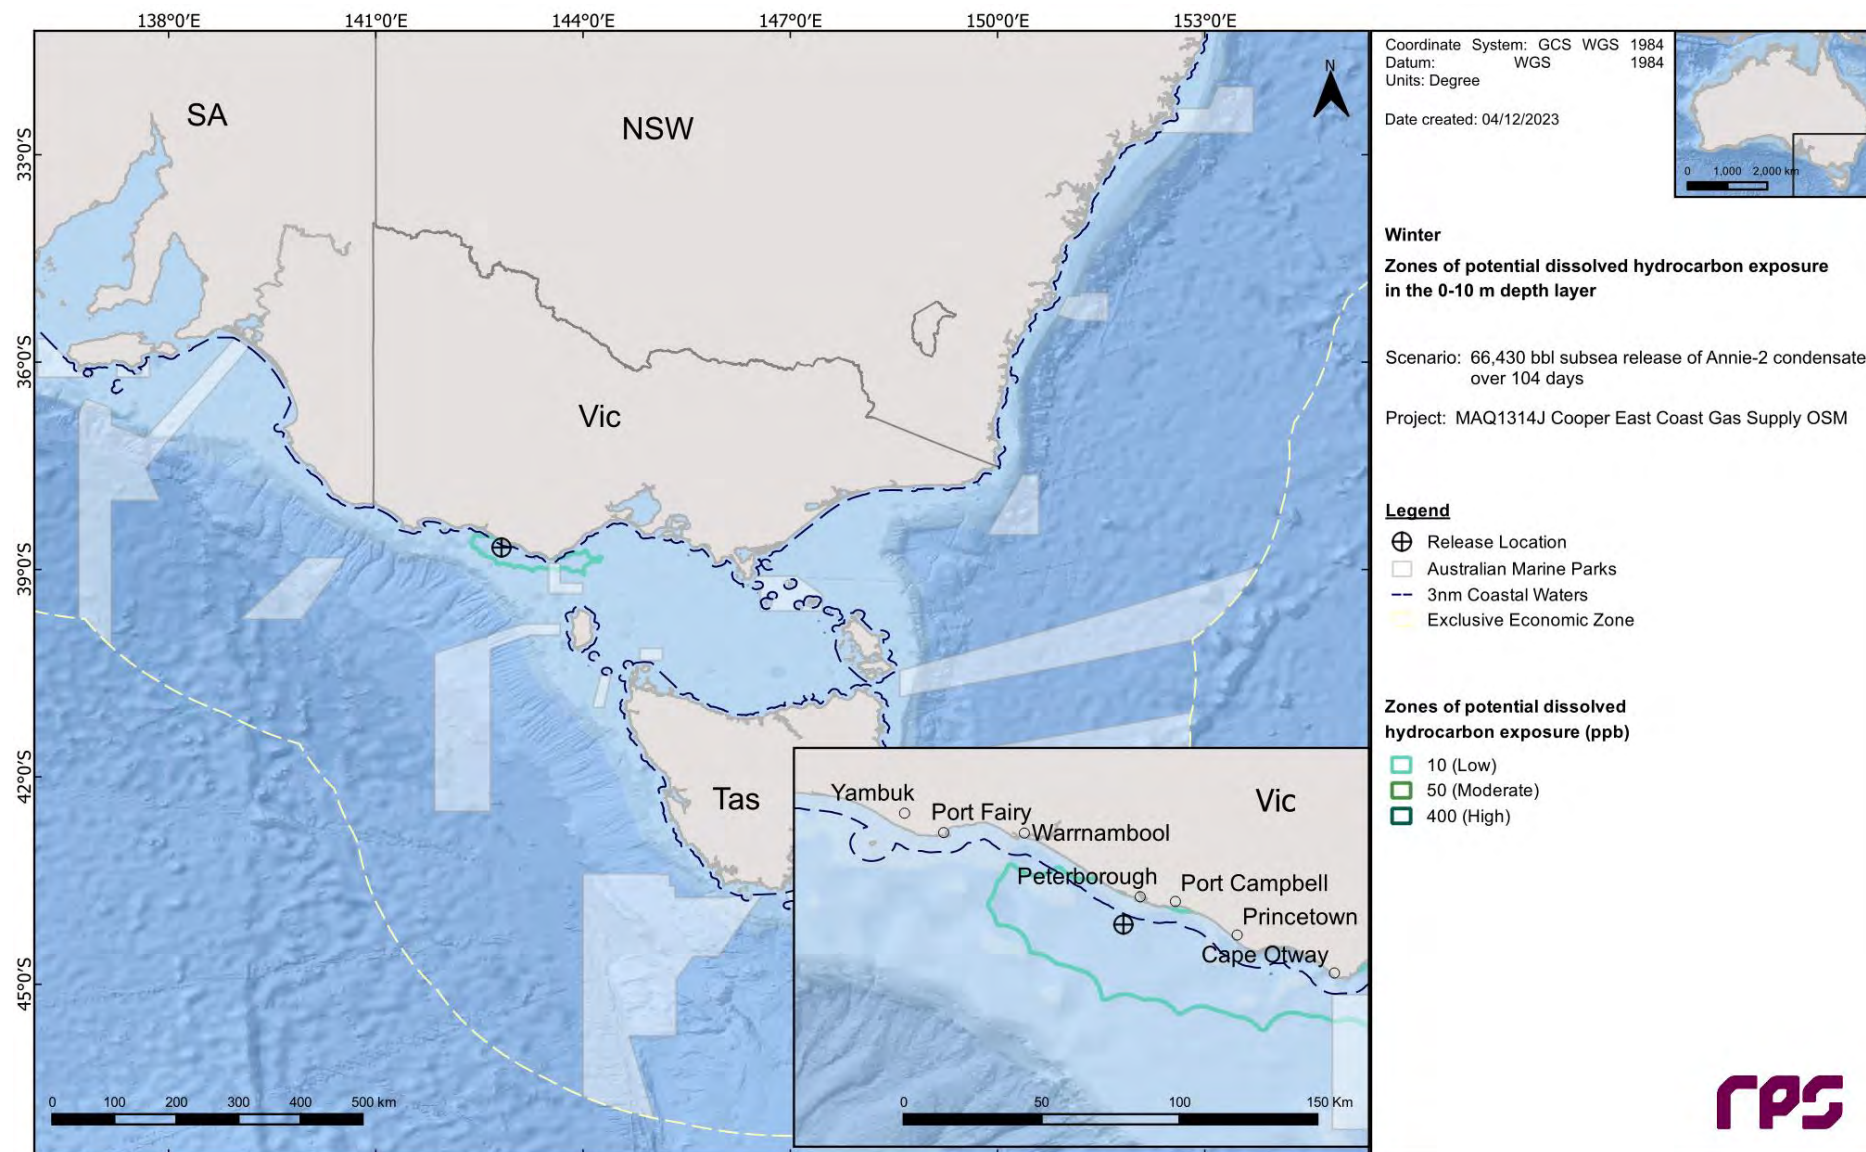 138°0'E 141°0'E 144°0'E 147°0'E 150°0'E 153°0'E
33°0'S
36°0'S
39°0'S
42°0'S
45°0'S
SA
NSW
Vic
Tas
N
0 100 200 300 400 500 km
Yambuk
Port Fairy
Warrnambool
Vic
Peterborough
Port Campbell
Princetown
Cape Otway
0 50 100 150 Km
Coordinate System: GCS WGS 1984
Datum: WGS 1984
Units: Degree
Date created: 04/12/2023
0 1,000 2,000 km
Winter
Zones of potential dissolved hydrocarbon exposure
in the 0-10 m depth layer
Scenario: 66,430 bbl subsea release of Annie-2 condensate
over 104 days
Project: MAQ1314J Cooper East Coast Gas Supply OSM
Legend
Release Location
Australian Marine Parks
3nm Coastal Waters
Exclusive Economic Zone
Zones of potential dissolved
hydrocarbon exposure (ppb)
10 (Low)
50 (Moderate)
400 (High)
rps